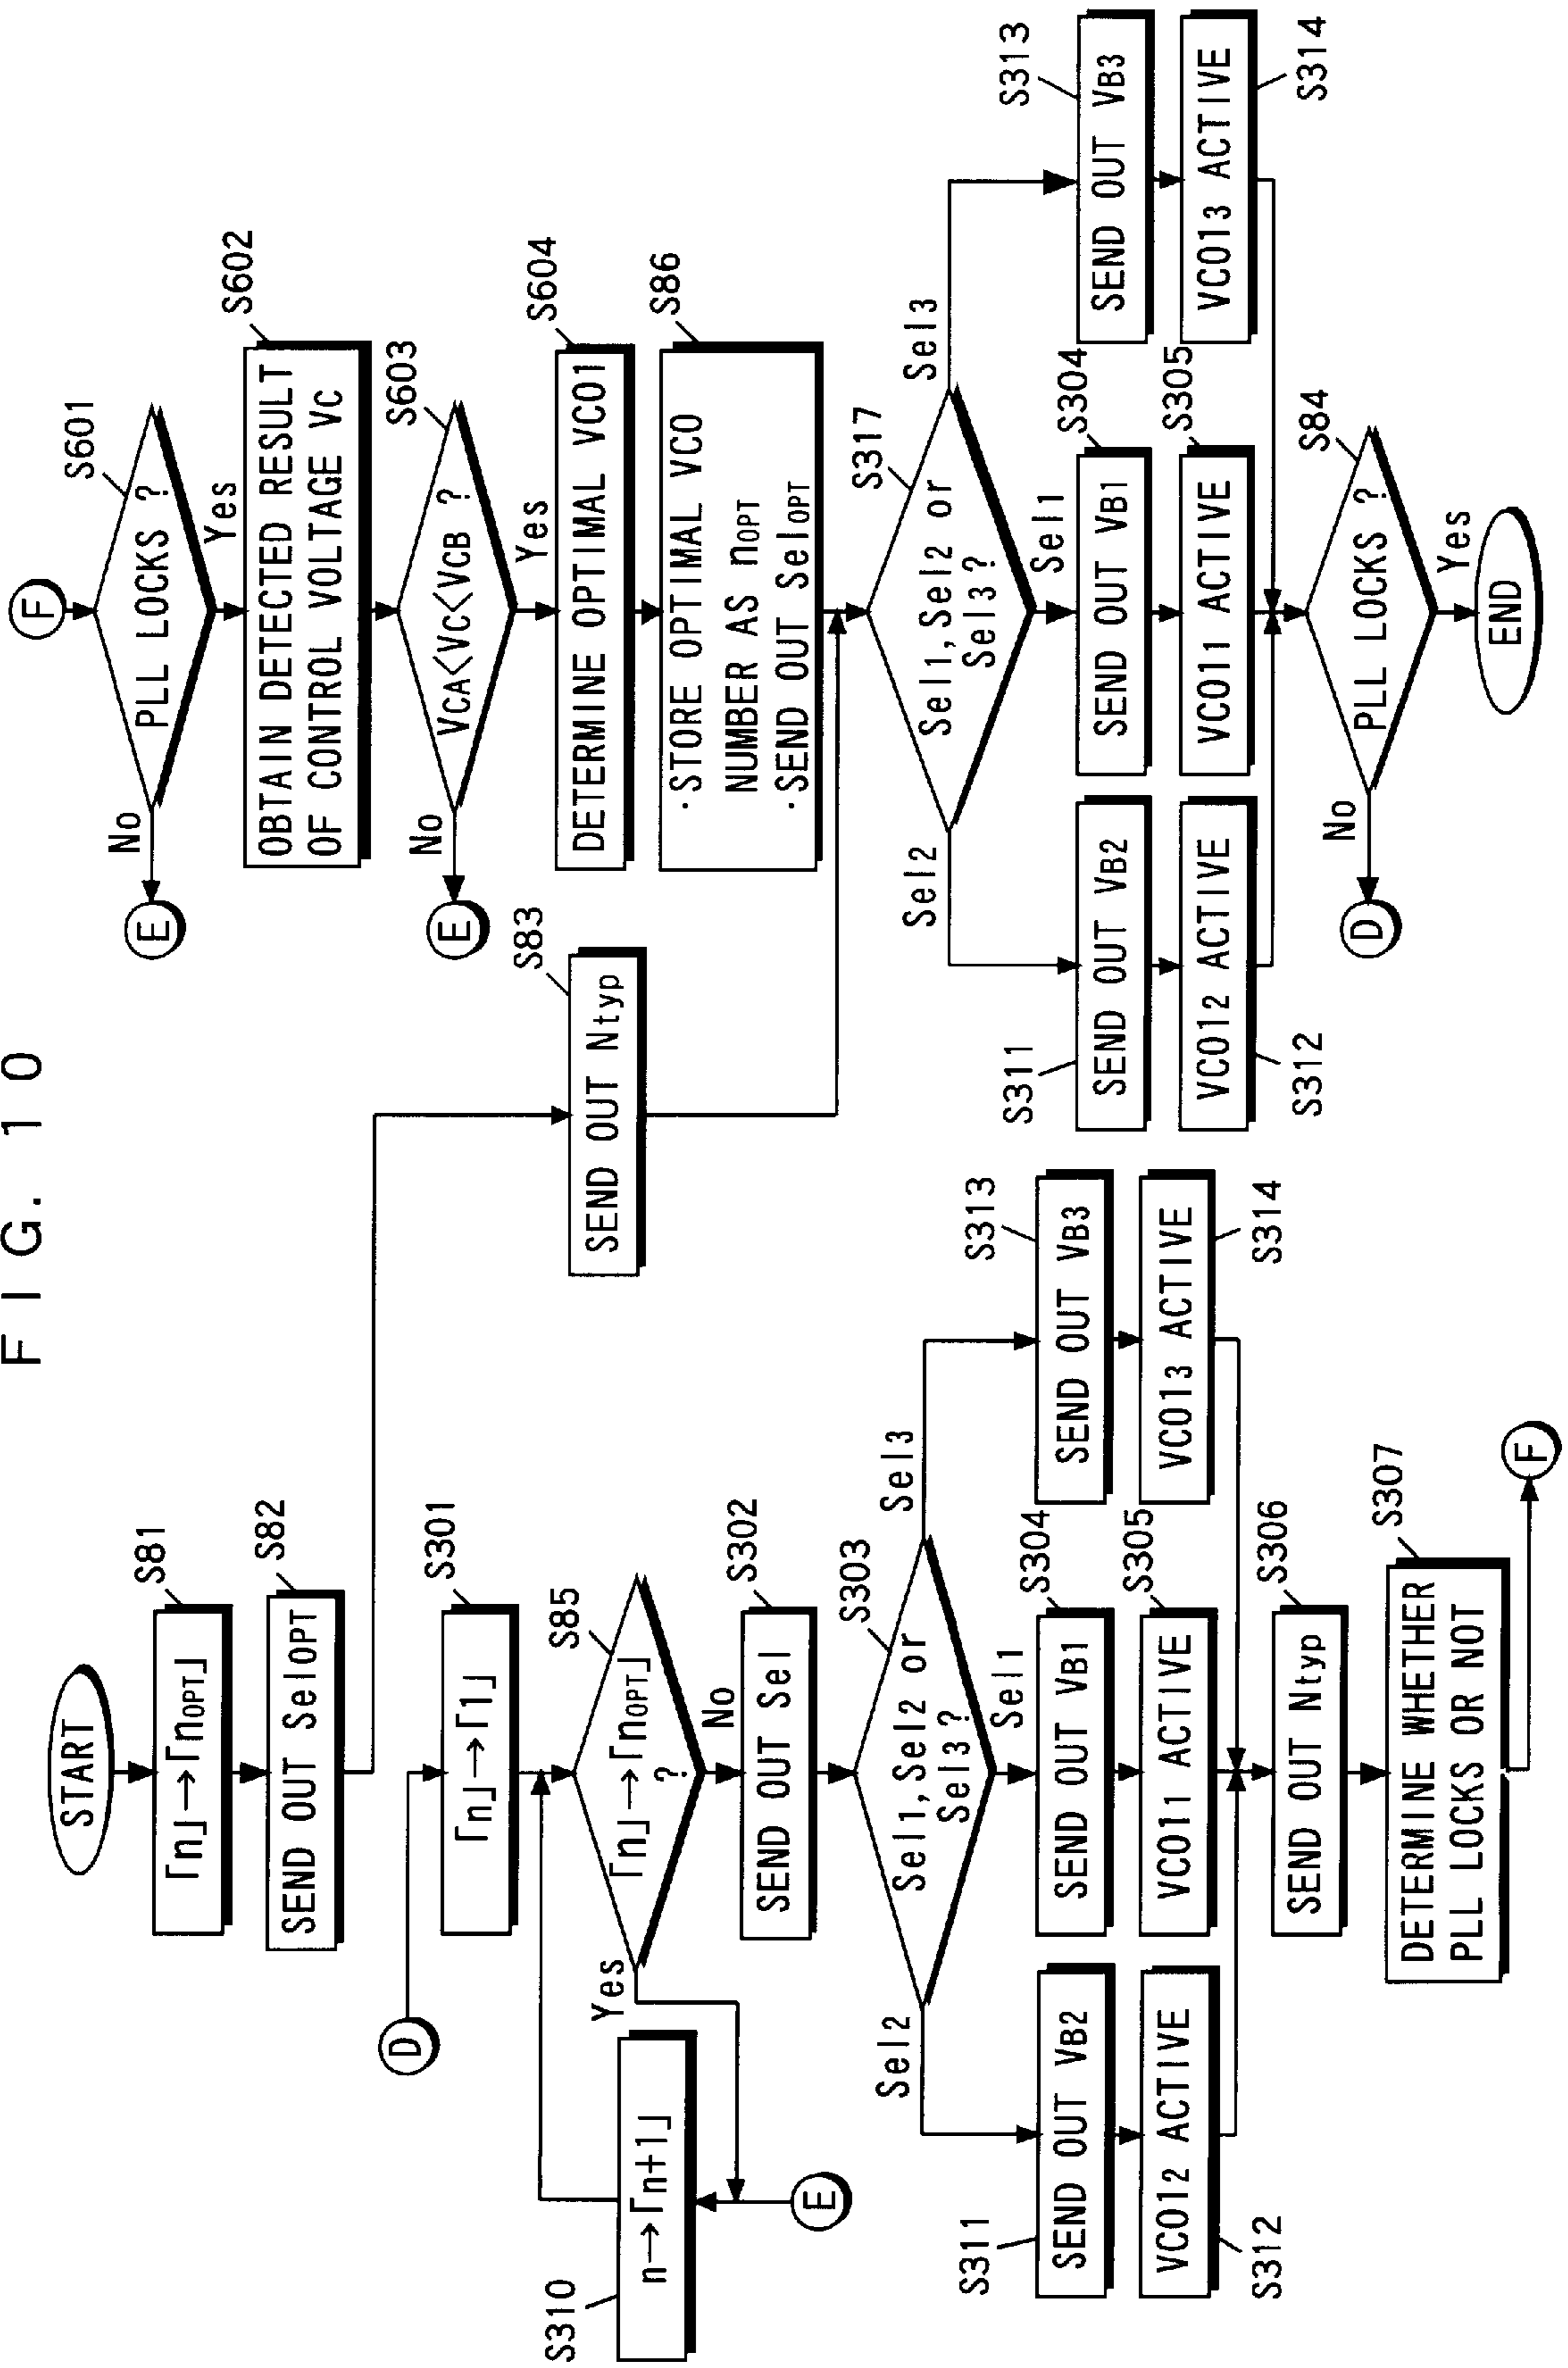 FIG. 10
START
S81
「n」→「nOPT」
S82
SEND OUT SelOPT
D
S301
「n」→「1」
S85
「n」→「nOPT」
?
Yes
No
S310
n→「n+1」
E
S302
SEND OUT Sel
S303
Sel1,Sel2 or
Sel3?
Sel2
Sel1
Sel3
S311
SEND OUT VB2
S304
SEND OUT VB1
S313
SEND OUT VB3
S312
VCO12 ACTIVE
S305
VCO11 ACTIVE
S314
VCO13 ACTIVE
S306
SEND OUT Ntyp
S307
DETERMINE WHETHER
PLL LOCKS OR NOT
F
F
S601
PLL LOCKS ?
No
E
Yes
S602
OBTAIN DETECTED RESULT
OF CONTROL VOLTAGE VC
S603
VCA<VC<VCB ?
No
E
Yes
S604
DETERMINE OPTIMAL VCO1
S83
SEND OUT Ntyp
S86
·STORE OPTIMAL VCO
NUMBER AS nOPT
·SEND OUT SelOPT
S317
Sel1,Sel2 or
Sel3?
Sel2
Sel1
Sel3
S311
SEND OUT VB2
S304
SEND OUT VB1
S313
SEND OUT VB3
S312
VCO12 ACTIVE
S305
VCO11 ACTIVE
S314
VCO13 ACTIVE
S84
PLL LOCKS ?
No
D
Yes
END